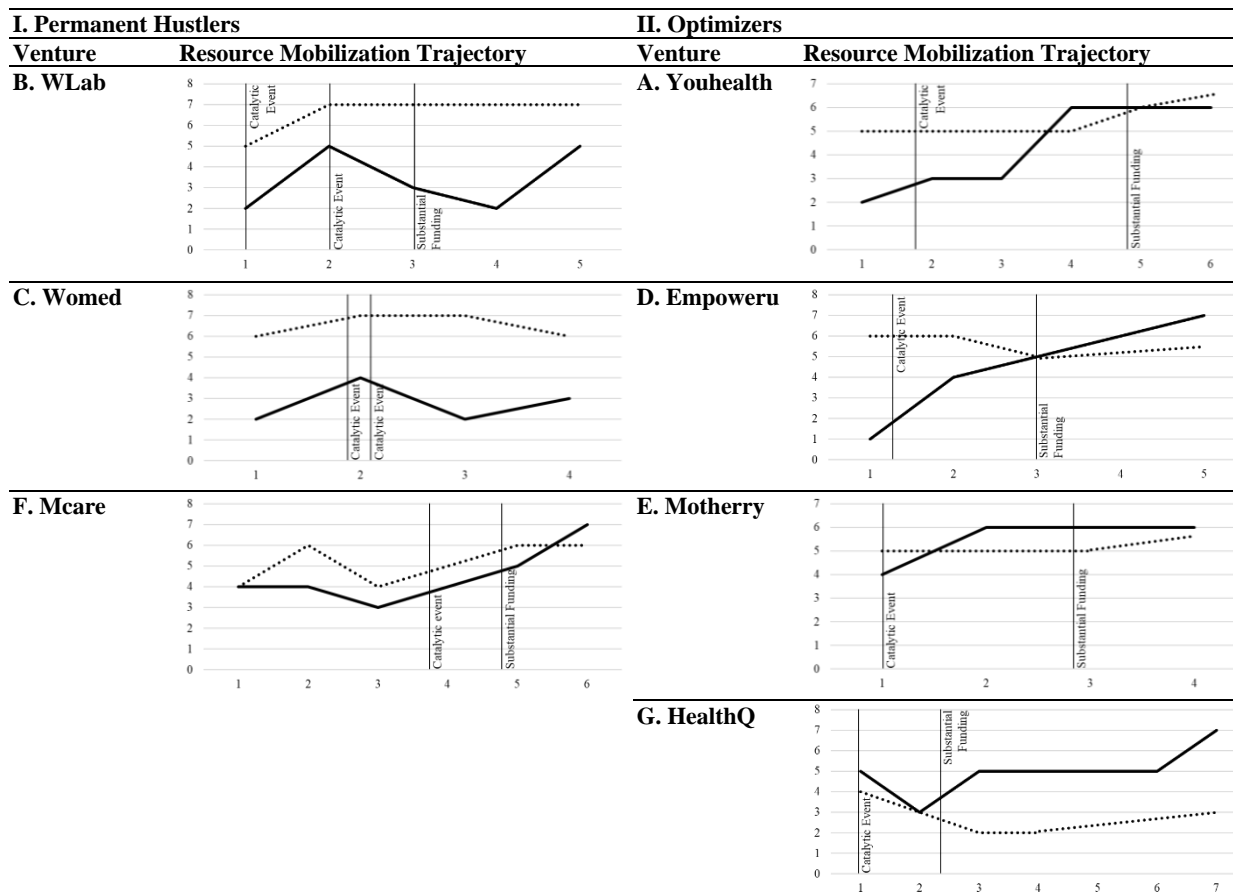 I. Permanent Hustlers
II. Optimizers
Venture Resource Mobilization Trajectory
Venture Resource Mobilization Trajectory
B. WLab
8
7
6
5
4
3
2
1
0
Catalytic
Event
Catalytic Event
Substantial
Funding
1 2 3 4 5
A. Youhealth
7
6
5
4
3
2
1
0
Catalytic
Event
Substantial Funding
1 2 3 4 5 6
C. Womed
8
7
6
5
4
3
2
1
0
Catalytic Event
Catalytic Event
1 2 3 4
D. Empoweru
8
7
6
5
4
3
2
1
0
Catalytic Event
Substantial
Funding
1 2 3 4 5
F. Mcare
8
7
6
5
4
3
2
1
0
Catalytic event
Substantial Funding
1 2 3 4 5 6
E. Motherry
7
6
5
4
3
2
1
0
Catalytic Event
Substantial Funding
1 2 3 4
G. HealthQ
8
7
6
5
4
3
2
1
0
Catalytic Event
Substantial
Funding
1 2 3 4 5 6 7